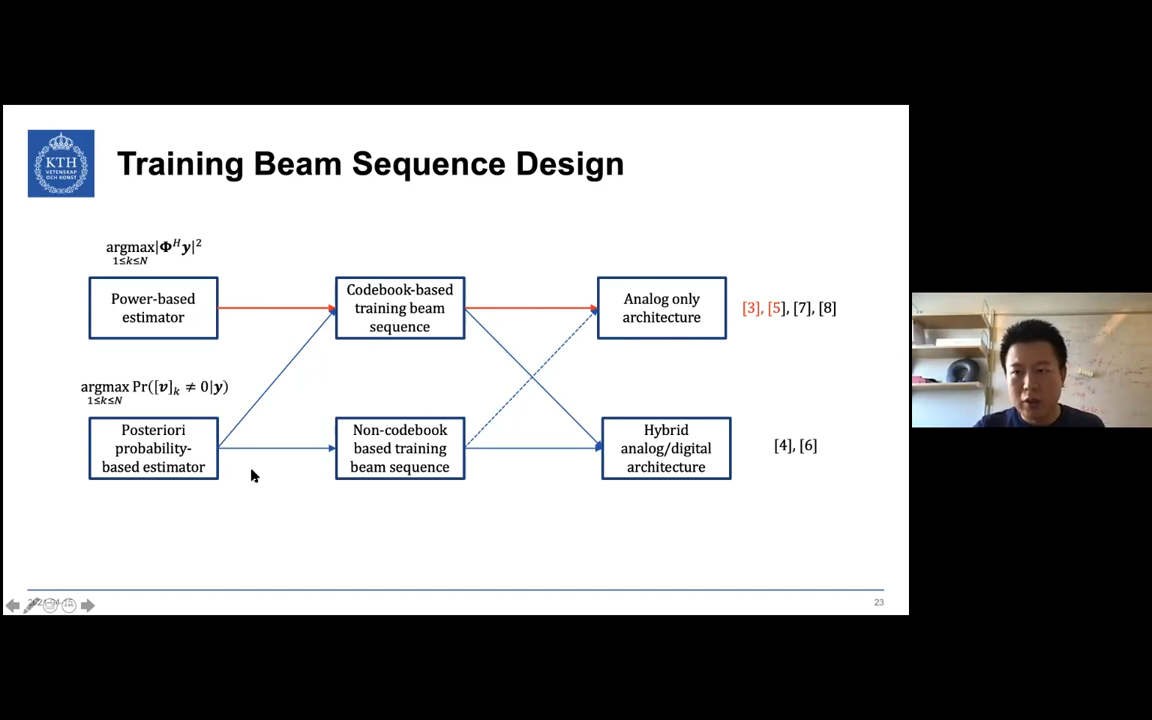 KTH
VETENSKAP
OCH KONST
Training Beam Sequence Design
argmax|Φᴴy|²
1≤k≤N
Power-based
estimator
Codebook-based
training beam
sequence
Analog only
architecture
[3], [5], [7], [8]
argmax Pr([v]ₖ ≠ 0|y)
1≤k≤N
Posteriori
probability-
based estimator
Non-codebook
based training
beam sequence
Hybrid
analog/digital
architecture
[4], [6]
23